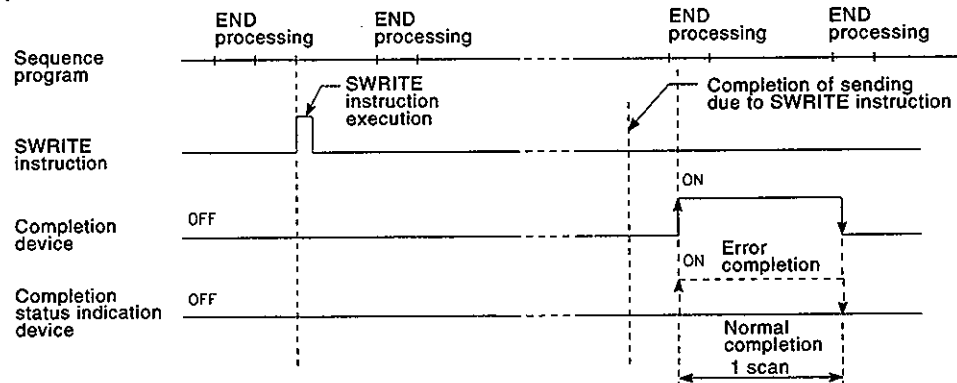 END
processing
END
processing
END
processing
END
processing
Sequence
program
SWRITE
instruction
execution
Completion of sending
due to SWRITE instruction
SWRITE
instruction
ON
OFF
Completion
device
ON
Error
completion
OFF
Completion
status indication
device
Normal
completion
1 scan